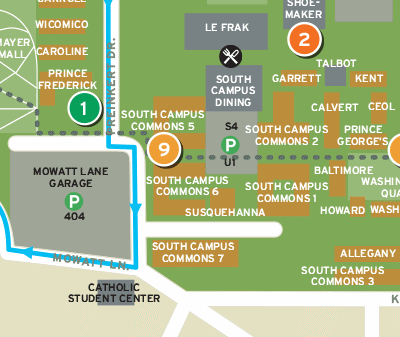 SHOE-
MAKER
WICOMICO
LE FRAK
2
MALL
CAROLINE
TALBOT
PRINCE
FREDERICK
SOUTH
CAMPUS
DINING
GARRETT
KENT
PREINKERT DR.
1
SOUTH CAMPUS
COMMONS 5
CALVERT
CEOL
S4
P
U1
SOUTH CAMPUS
COMMONS 2
PRINCE
GEORGE'S
9
MOWATT LANE
GARAGE
P
404
BALTIMORE
SOUTH CAMPUS
COMMONS 6
SOUTH CAMPUS
COMMONS 1
WASHIN
QUA
SUSQUEHANNA
HOWARD
WASH
SOUTH CAMPUS
COMMONS 7
ALLEGANY
MOWATT LN.
SOUTH CAMPUS
COMMONS 3
CATHOLIC
STUDENT CENTER
K